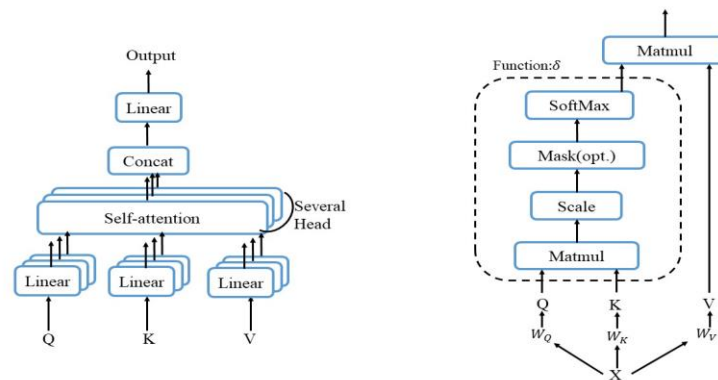 Output
Linear
Concat
Self-attention
Several
Head
Linear
Linear
Linear
Q
K
V
Matmul
Function:δ
SoftMax
Mask(opt.)
Scale
Matmul
Q
K
V
W_Q
W_K
W_V
X